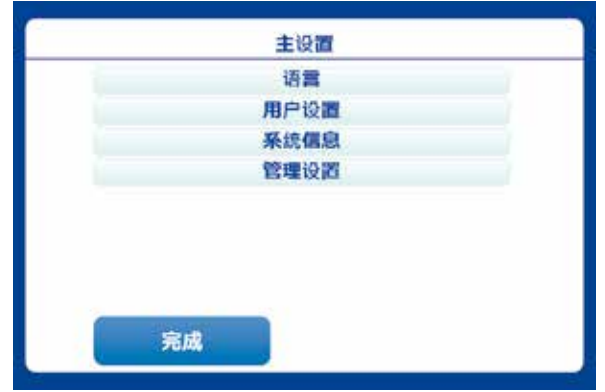 主设置
语言
用户设置
系统信息
管理设置
完成